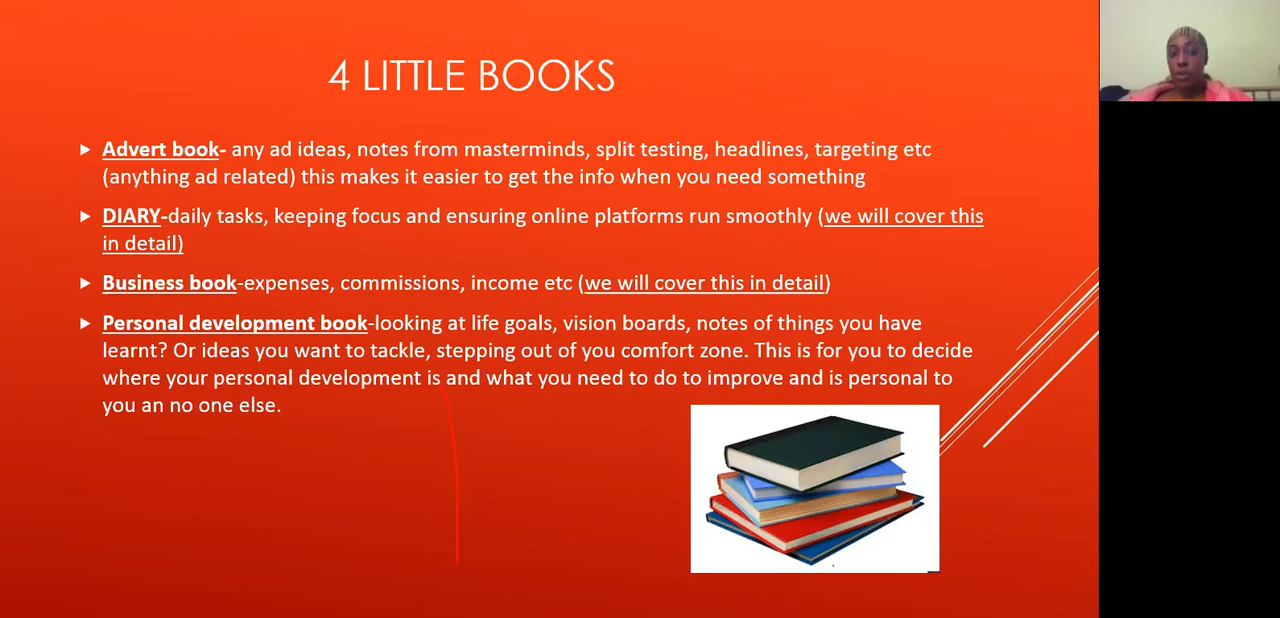 4 LITTLE BOOKS
Advert book- any ad ideas, notes from masterminds, split testing, headlines, targeting etc
(anything ad related) this makes it easier to get the info when you need something
DIARY-daily tasks, keeping focus and ensuring online platforms run smoothly (we will cover this
in detail)
Business book-expenses, commissions, income etc (we will cover this in detail)
Personal development book-looking at life goals, vision boards, notes of things you have
learnt? Or ideas you want to tackle, stepping out of you comfort zone. This is for you to decide
where your personal development is and what you need to do to improve and is personal to
you an no one else.